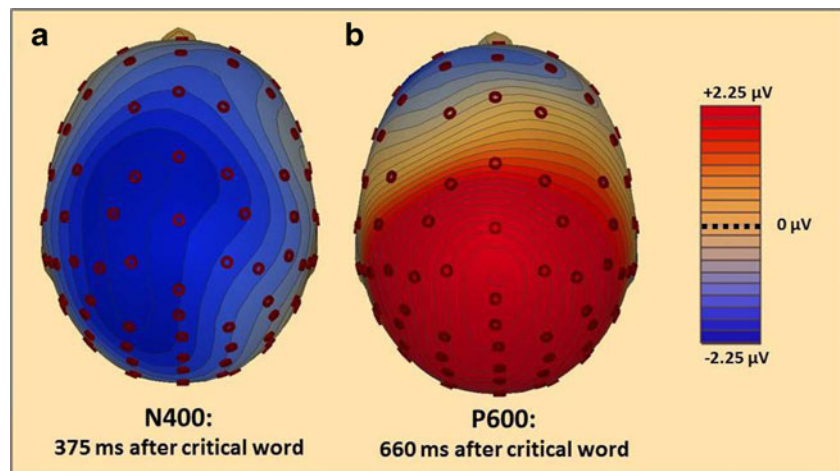 a
b
+2.25 µV
0 µV
-2.25 µV
N400:
375 ms after critical word
P600:
660 ms after critical word